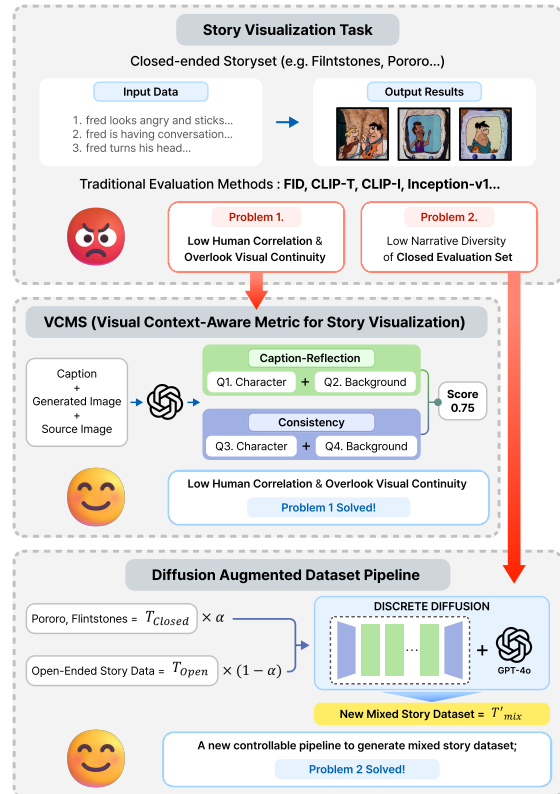 Story Visualization Task
Closed-ended Storyset (e.g. Filntstones, Pororo...)
Input Data
1. fred looks angry and sticks...
2. fred is having conversation...
3. fred turns his head...
Output Results
Traditional Evaluation Methods : FID, CLIP-T, CLIP-I, Inception-v1...
Problem 1.
Low Human Correlation &
Overlook Visual Continuity
Problem 2.
Low Narrative Diversity
of Closed Evaluation Set
VCMS (Visual Context-Aware Metric for Story Visualization)
Caption
+
Generated Image
+
Source Image
Caption-Reflection
Q1. Character + Q2. Background
Consistency
Q3. Character + Q4. Background
Score
0.75
Low Human Correlation & Overlook Visual Continuity
Problem 1 Solved!
Diffusion Augmented Dataset Pipeline
Pororo, Flintstones = T_Closed × α
Open-Ended Story Data = T_Open × (1 − α)
DISCRETE DIFFUSION
... +
GPT-4o
New Mixed Story Dataset = T'_mix
A new controllable pipeline to generate mixed story dataset;
Problem 2 Solved!